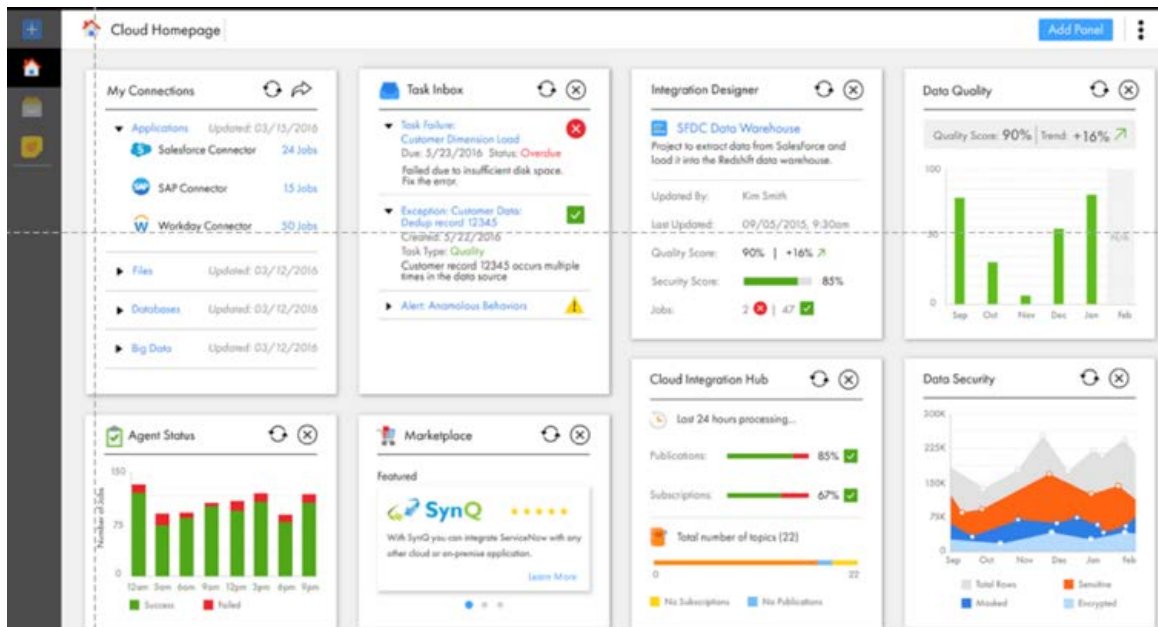 Cloud Homepage
Add Panel
My Connections
Applications Updated: 03/15/2016
Salesforce Connector 24 Jobs
SAP Connector 15 Jobs
Workday Connector 50 Jobs
Files Updated: 03/12/2016
Databases Updated: 03/12/2016
Big Data Updated: 03/12/2016
Task Inbox
Task Failure:
Customer Dimension Load
Due: 5/23/2016 Status: Overdue
Failed due to insufficient disk space.
Fix the error.
Exception: Customer Data:
Dedup record 12345
Created: 5/22/2016
Task Type: Quality
Customer record 12345 occurs multiple
times in the data source
Alert: Anomolous Behaviors
Integration Designer
SFDC Data Warehouse
Project to extract data from SalesForce and
load it into the Redshift data warehouse.
Updated By: Kim Smith
Last Updated: 09/05/2015, 9:30am
Quality Score: 90% | +16%
Security Score: 85%
Jobs: 2 | 47
Data Quality
Quality Score: 90% | Trend: +16%
100
50
0
N/A
Sep Oct Nov Dec Jan Feb
Agent Status
Number of Jobs
150
75
0
12am 3am 6am 9am 12pm 3pm 6pm 9pm
Success Failed
Marketplace
Featured
SynQ
With SynQ you can integrate ServiceNow with any
other cloud or on-premise application.
Learn More
Cloud Integration Hub
Last 24 hours processing...
Publications: 85%
Subscriptions: 67%
Total number of topics (22)
0 22
No Subscriptions No Publications
Data Security
300K
225K
150K
75K
0
Sep Oct Nov Dec Jan Feb
Total Rows Sensitive
Masked Encrypted